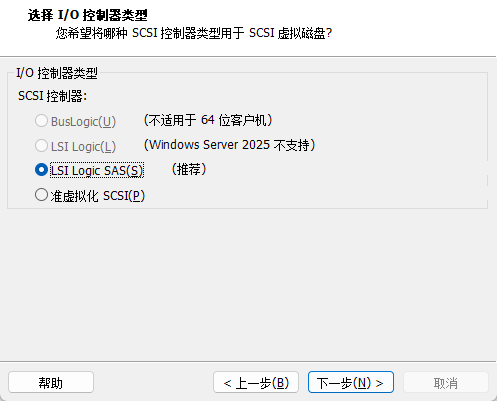 选择 I/O 控制器类型
您希望将哪种 SCSI 控制器类型用于 SCSI 虚拟磁盘?
I/O 控制器类型
SCSI 控制器:
BusLogic(U) (不适用于 64 位客户机)
LSI Logic(L) (Windows Server 2025 不支持)
LSI Logic SAS(S) (推荐)
准虚拟化 SCSI(P)
帮助 < 上一步(B) 下一步(N) > 取消